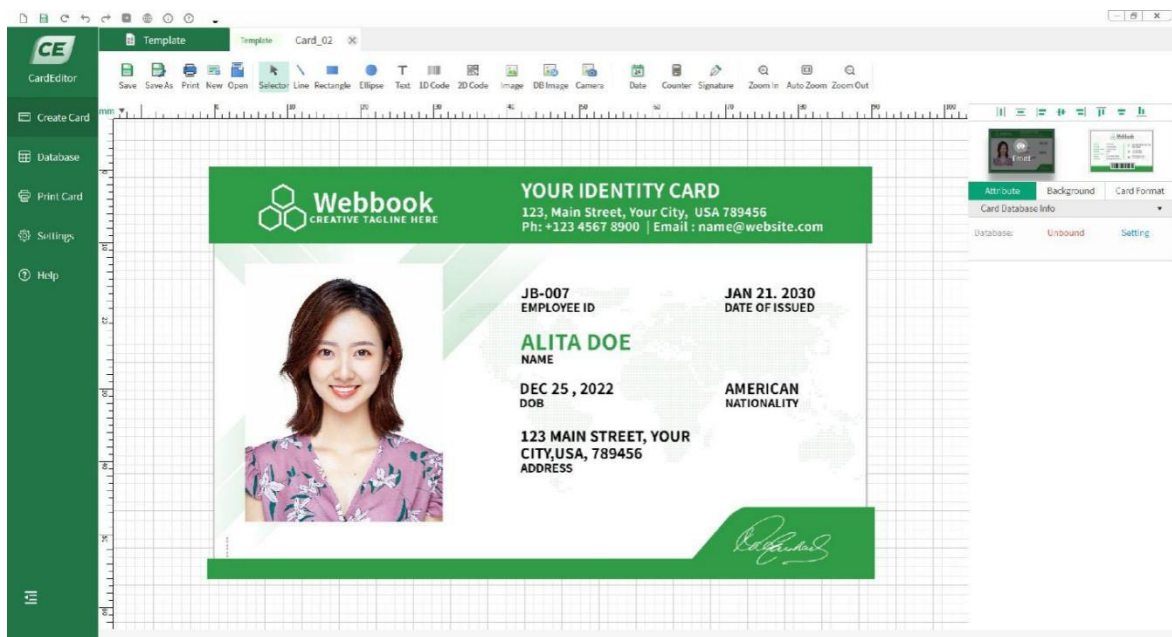 Template
Template
Card_02
CE
CardEditor
Save
Save As
Print
New
Open
Selector
Line
Rectangle
Ellipse
Text
1D Code
2D Code
Image
DB Image
Camera
Date
Counter
Signature
Zoom In
Auto Zoom
Zoom Out
mm
Create Card
Database
Print Card
Settings
Help
Webbook
CREATIVE TAGLINE HERE
YOUR IDENTITY CARD
123, Main Street, Your City, USA 789456
Ph: +123 4567 8900 | Email : name@website.com
JB-007
EMPLOYEE ID
JAN 21. 2030
DATE OF ISSUED
ALITA DOE
NAME
DEC 25 , 2022
DOB
AMERICAN
NATIONALITY
123 MAIN STREET, YOUR
CITY,USA, 789456
ADDRESS
Front
Webbook
Attribute
Background
Card Format
Card Database Info
Database:
Unbound
Setting